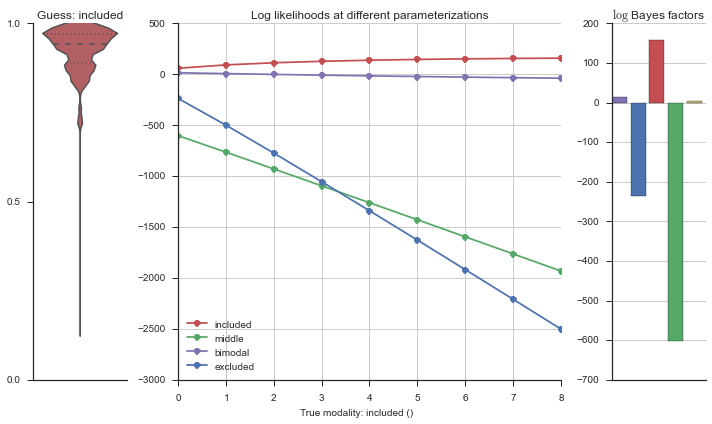 Guess: included
1.0
0.5
0.0
Log likelihoods at different parameterizations
500
0
−500
−1000
−1500
−2000
−2500
−3000
included
middle
bimodal
excluded
0 1 2 3 4 5 6 7 8
True modality: included ()
log Bayes factors
200
100
0
−100
−200
−300
−400
−500
−600
−700